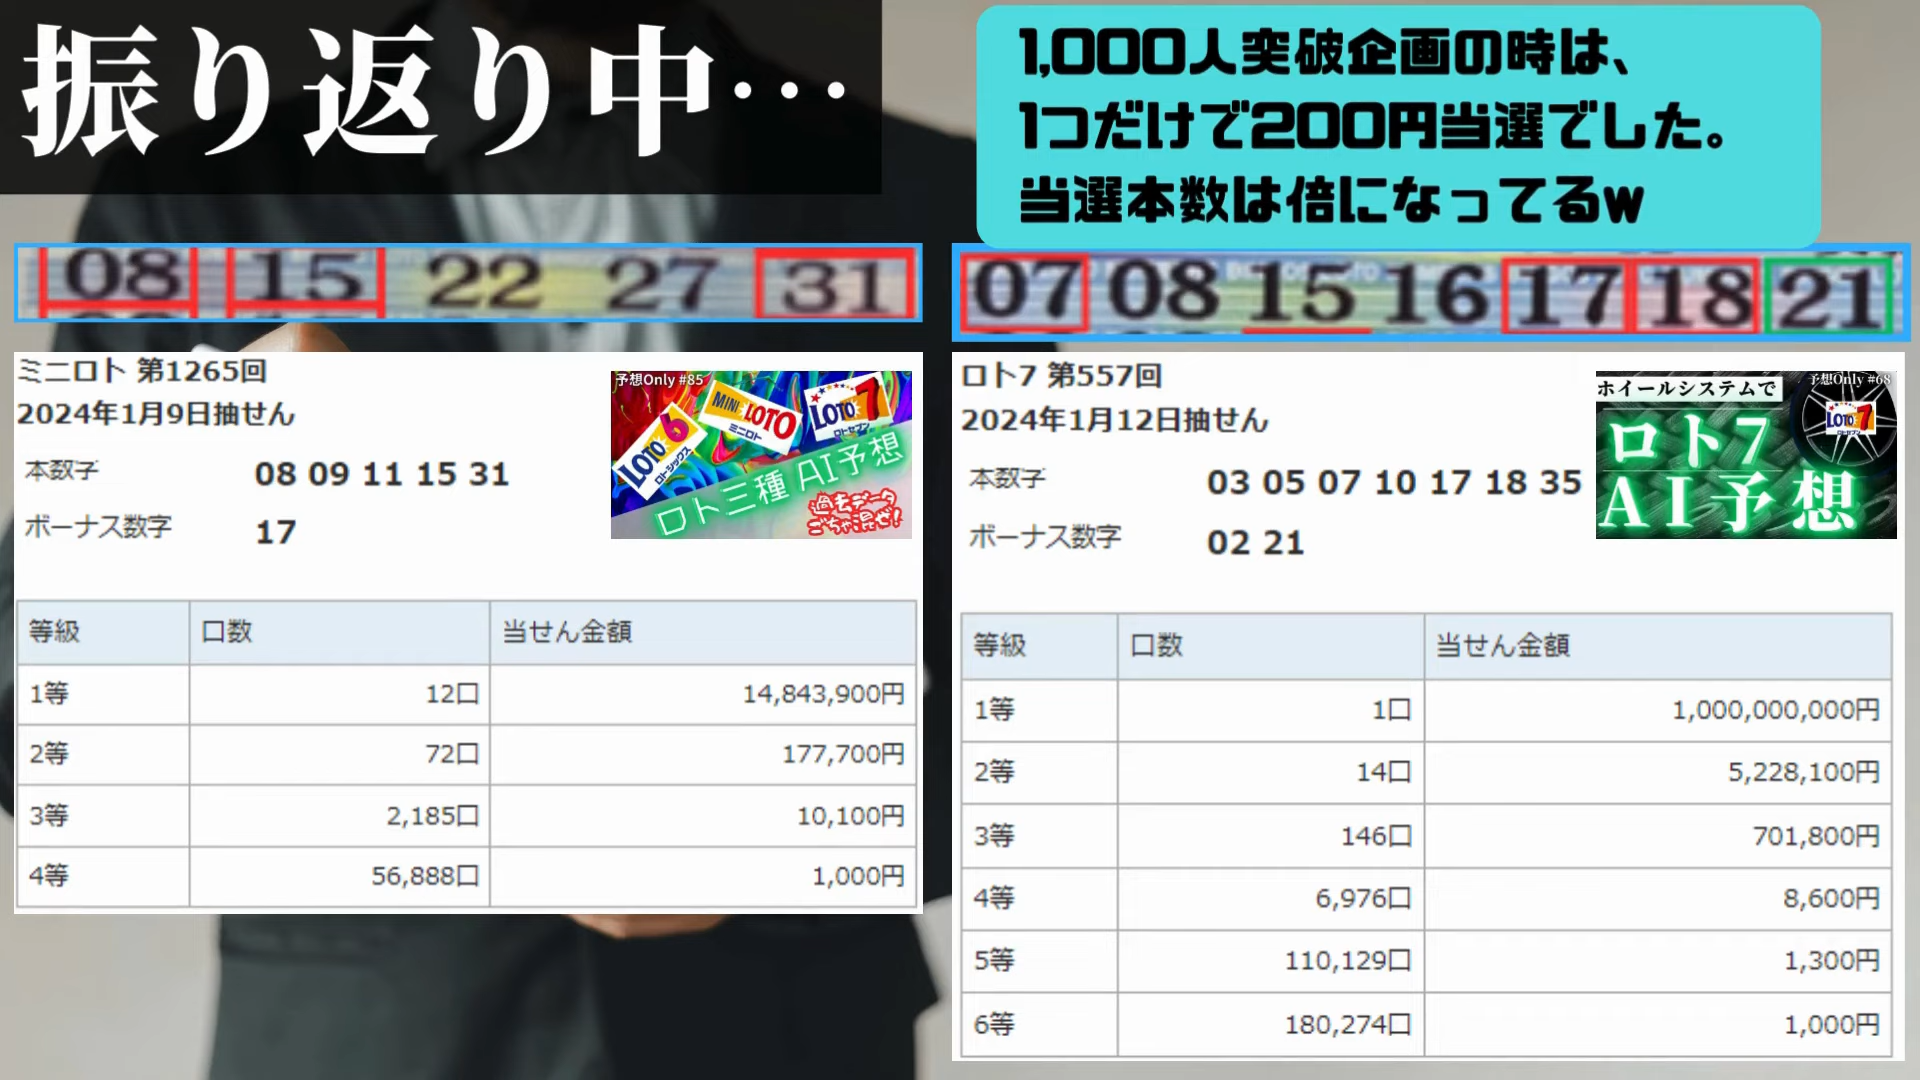 振り返り中…
1,000人突破企画の時は、
1つだけで200円当選でした。
当選本数は倍になってるw
08 15 22 27 31
07 08 15 16 17 18 21
ミニロト 第1265回
2024年1月9日抽せん
本数字 08 09 11 15 31
ボーナス数字 17
予想Only #85
LOTO 6
ロトシックス
MINI LOTO
ミニロト
LOTO 7
ロトセブン
ロト三種 AI予想
過去データ
ごちゃ混ぜ!
等級 口数 当せん金額
1等 12口 14,843,900円
2等 72口 177,700円
3等 2,185口 10,100円
4等 56,888口 1,000円
ロト7 第557回
2024年1月12日抽せん
本数字 03 05 07 10 17 18 35
ボーナス数字 02 21
ホイールシステムで
予想Only #68
LOTO 7
ロト7
AI予想
等級 口数 当せん金額
1等 1口 1,000,000,000円
2等 14口 5,228,100円
3等 146口 701,800円
4等 6,976口 8,600円
5等 110,129口 1,300円
6等 180,274口 1,000円